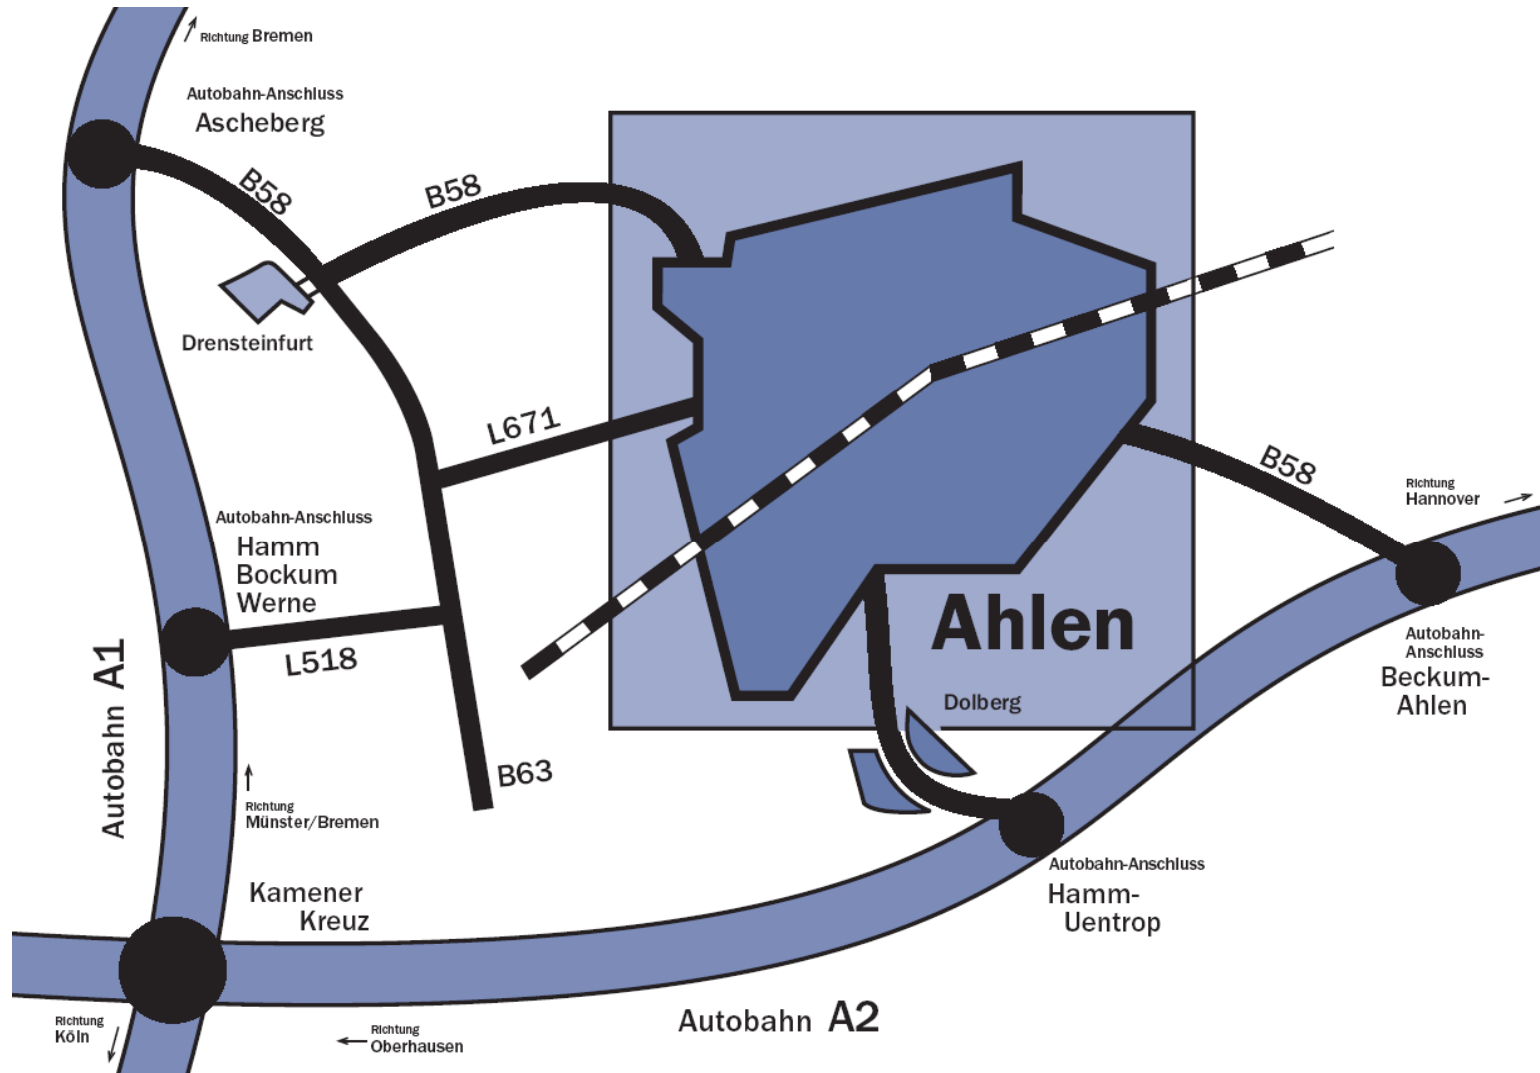 Richtung Bremen
Autobahn-Anschluss
Ascheberg
B58
B58
Drensteinfurt
L671
B58
Richtung
Hannover
Autobahn-Anschluss
Hamm
Bockum
Werne
L518
Ahlen
Autobahn-
Anschluss
Beckum-
Ahlen
Dolberg
Autobahn A1
B63
Richtung
Münster/Bremen
Autobahn-Anschluss
Hamm-
Uentrop
Kamener
Kreuz
Autobahn A2
Richtung
Köln
Richtung
Oberhausen